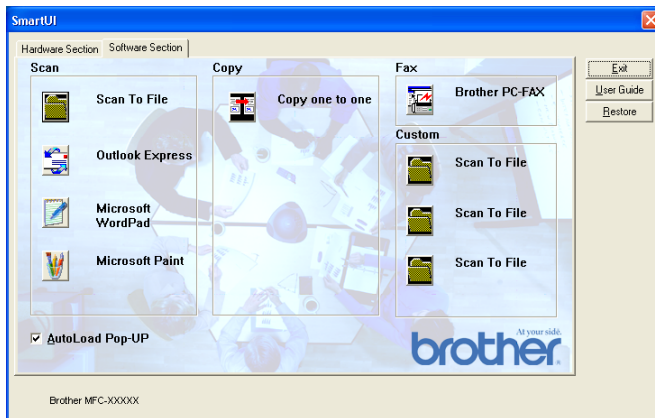 SmartUI
Hardware Section
Software Section
Scan
Scan To File
Outlook Express
Microsoft
WordPad
Microsoft Paint
Copy
Copy one to one
Fax
Brother PC-FAX
Custom
Scan To File
Scan To File
Scan To File
Exit
User Guide
Restore
AutoLoad Pop-UP
At your side.
brother
Brother MFC-XXXXX